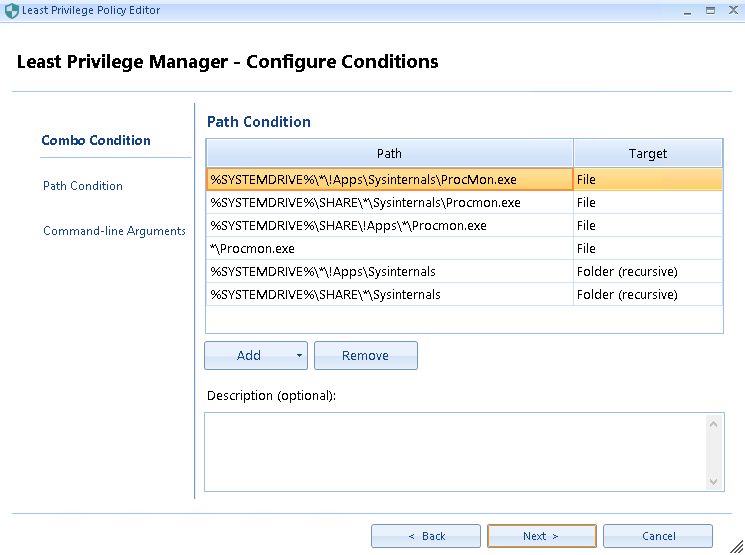 Least Privilege Policy Editor
Least Privilege Manager - Configure Conditions
Combo Condition
Path Condition
Command-line Arguments
Path Condition
Path Target
%SYSTEMDRIVE%\*\!Apps\Sysinternals\ProcMon.exe File
%SYSTEMDRIVE%\SHARE\*\Sysinternals\Procmon.exe File
%SYSTEMDRIVE%\SHARE\!Apps\*\Procmon.exe File
*\Procmon.exe File
%SYSTEMDRIVE%\*\!Apps\Sysinternals Folder (recursive)
%SYSTEMDRIVE%\SHARE\*\Sysinternals Folder (recursive)
Add Remove
Description (optional):
< Back Next > Cancel